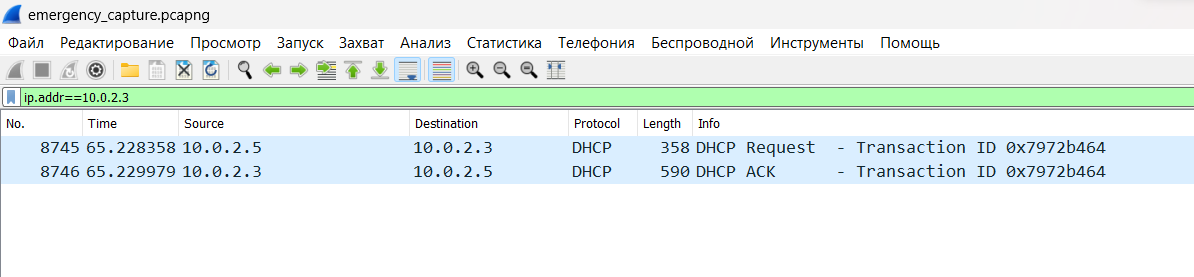 emergency_capture.pcapng
Файл Редактирование Просмотр Запуск Захват Анализ Статистика Телефония Беспроводной Инструменты Помощь
ip.addr==10.0.2.3
No. Time Source Destination Protocol Length Info
8745 65.228358 10.0.2.5 10.0.2.3 DHCP 358 DHCP Request - Transaction ID 0x7972b464
8746 65.229979 10.0.2.3 10.0.2.5 DHCP 590 DHCP ACK - Transaction ID 0x7972b464